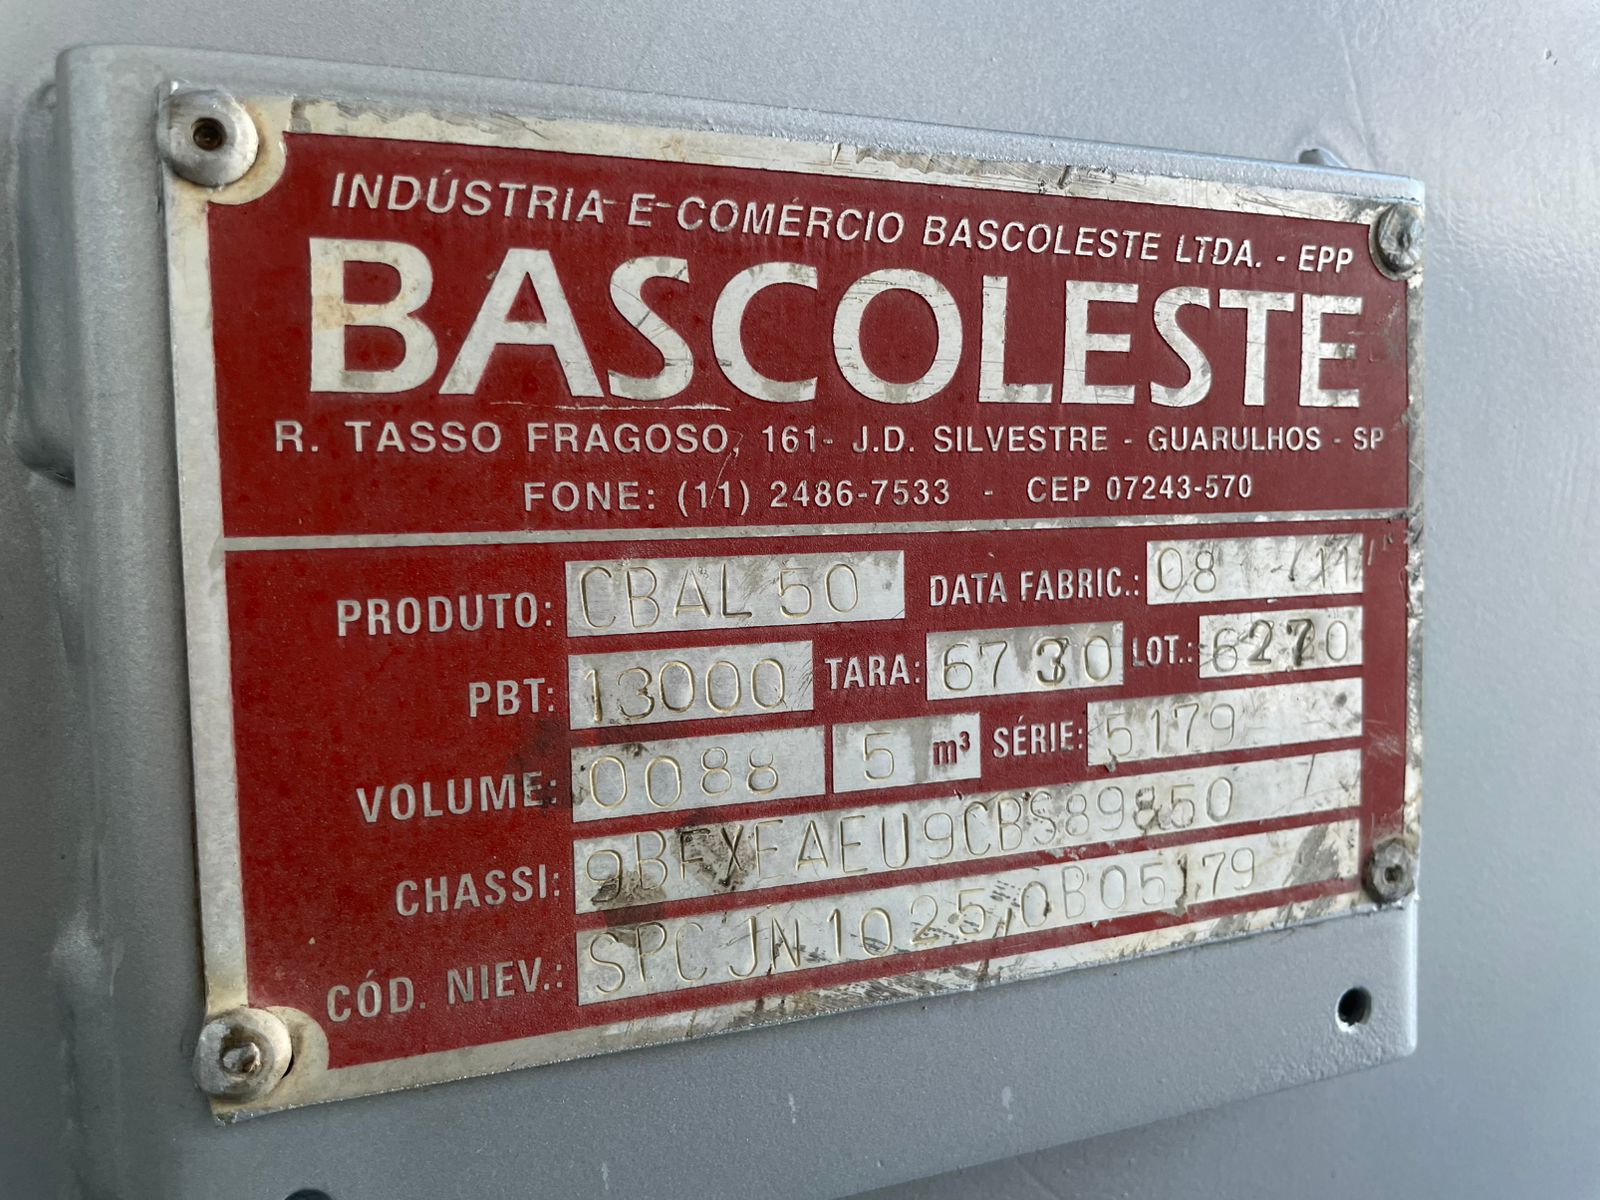 INDÚSTRIA E COMÉRCIO BASCOLESTE LTDA. - EPP
BASCOLESTE
R. TASSO FRAGOSO, 161- J.D. SILVESTRE - GUARULHOS - SP
FONE: (11) 2486-7533 - CEP 07243-570
PRODUTO: CBAL 50 DATA FABRIC.: 08 / 11
PBT: 13000 TARA: 6730 LOT.: 6270
VOLUME: 0088 5 m³ SÉRIE: 5179
CHASSI: 9BFXEAEU9CBS89850
CÓD. NIEV.: SPCJN10250B05179